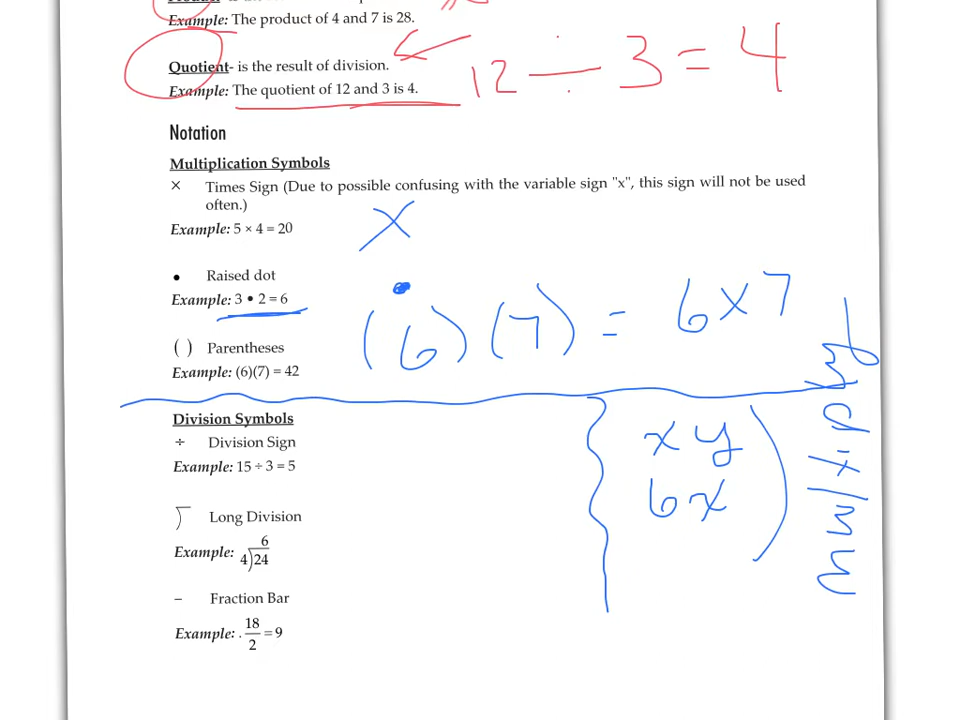 Example: The product of 4 and 7 is 28.
Quotient- is the result of division.
Example: The quotient of 12 and 3 is 4.
12 ÷ 3 = 4
Notation
Multiplication Symbols
× Times Sign (Due to possible confusing with the variable sign "x", this sign will not be used
often.)
Example: 5 × 4 = 20
x
• Raised dot
Example: 3 • 2 = 6
(6)(7) = 6 x 7
( ) Parentheses
Example: (6)(7) = 42
Division Symbols
÷ Division Sign
Example: 15 ÷ 3 = 5
xy
6x
Long Division
6
Example: 4)24
– Fraction Bar
Example: . 18/2 = 9